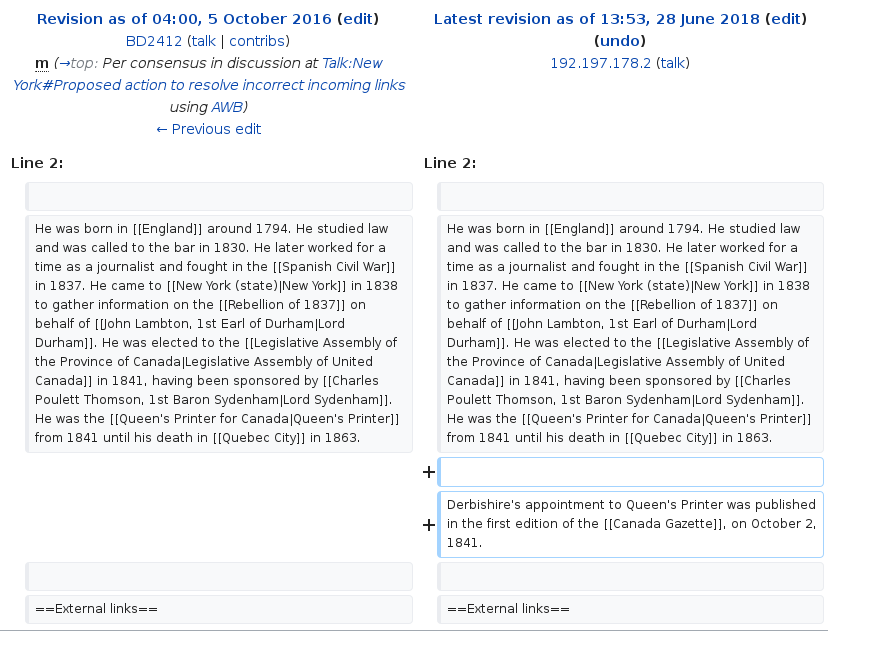 Revision as of 04:00, 5 October 2016 (edit)
BD2412 (talk | contribs)
m (→top: Per consensus in discussion at Talk:New
York#Proposed action to resolve incorrect incoming links
using AWB)
← Previous edit
Latest revision as of 13:53, 28 June 2018 (edit)
(undo)
192.197.178.2 (talk)
Line 2:
Line 2:
He was born in [[England]] around 1794. He studied law
and was called to the bar in 1830. He later worked for a
time as a journalist and fought in the [[Spanish Civil War]]
in 1837. He came to [[New York (state)|New York]] in 1838
to gather information on the [[Rebellion of 1837]] on
behalf of [[John Lambton, 1st Earl of Durham|Lord
Durham]]. He was elected to the [[Legislative Assembly of
the Province of Canada|Legislative Assembly of United
Canada]] in 1841, having been sponsored by [[Charles
Poulett Thomson, 1st Baron Sydenham|Lord Sydenham]].
He was the [[Queen's Printer for Canada|Queen's Printer]]
from 1841 until his death in [[Quebec City]] in 1863.
He was born in [[England]] around 1794. He studied law
and was called to the bar in 1830. He later worked for a
time as a journalist and fought in the [[Spanish Civil War]]
in 1837. He came to [[New York (state)|New York]] in 1838
to gather information on the [[Rebellion of 1837]] on
behalf of [[John Lambton, 1st Earl of Durham|Lord
Durham]]. He was elected to the [[Legislative Assembly of
the Province of Canada|Legislative Assembly of United
Canada]] in 1841, having been sponsored by [[Charles
Poulett Thomson, 1st Baron Sydenham|Lord Sydenham]].
He was the [[Queen's Printer for Canada|Queen's Printer]]
from 1841 until his death in [[Quebec City]] in 1863.
+
+
Derbishire's appointment to Queen's Printer was published
in the first edition of the [[Canada Gazette]], on October 2,
1841.
==External links==
==External links==